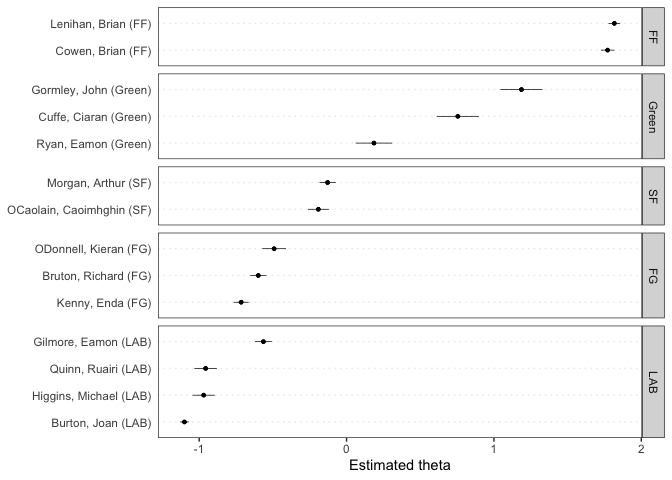 Lenihan, Brian (FF)
Cowen, Brian (FF)
FF
Gormley, John (Green)
Cuffe, Ciaran (Green)
Ryan, Eamon (Green)
Green
Morgan, Arthur (SF)
OCaolain, Caoimhghin (SF)
SF
ODonnell, Kieran (FG)
Bruton, Richard (FG)
Kenny, Enda (FG)
FG
Gilmore, Eamon (LAB)
Quinn, Ruairi (LAB)
Higgins, Michael (LAB)
Burton, Joan (LAB)
LAB
-1 0 1 2
Estimated theta